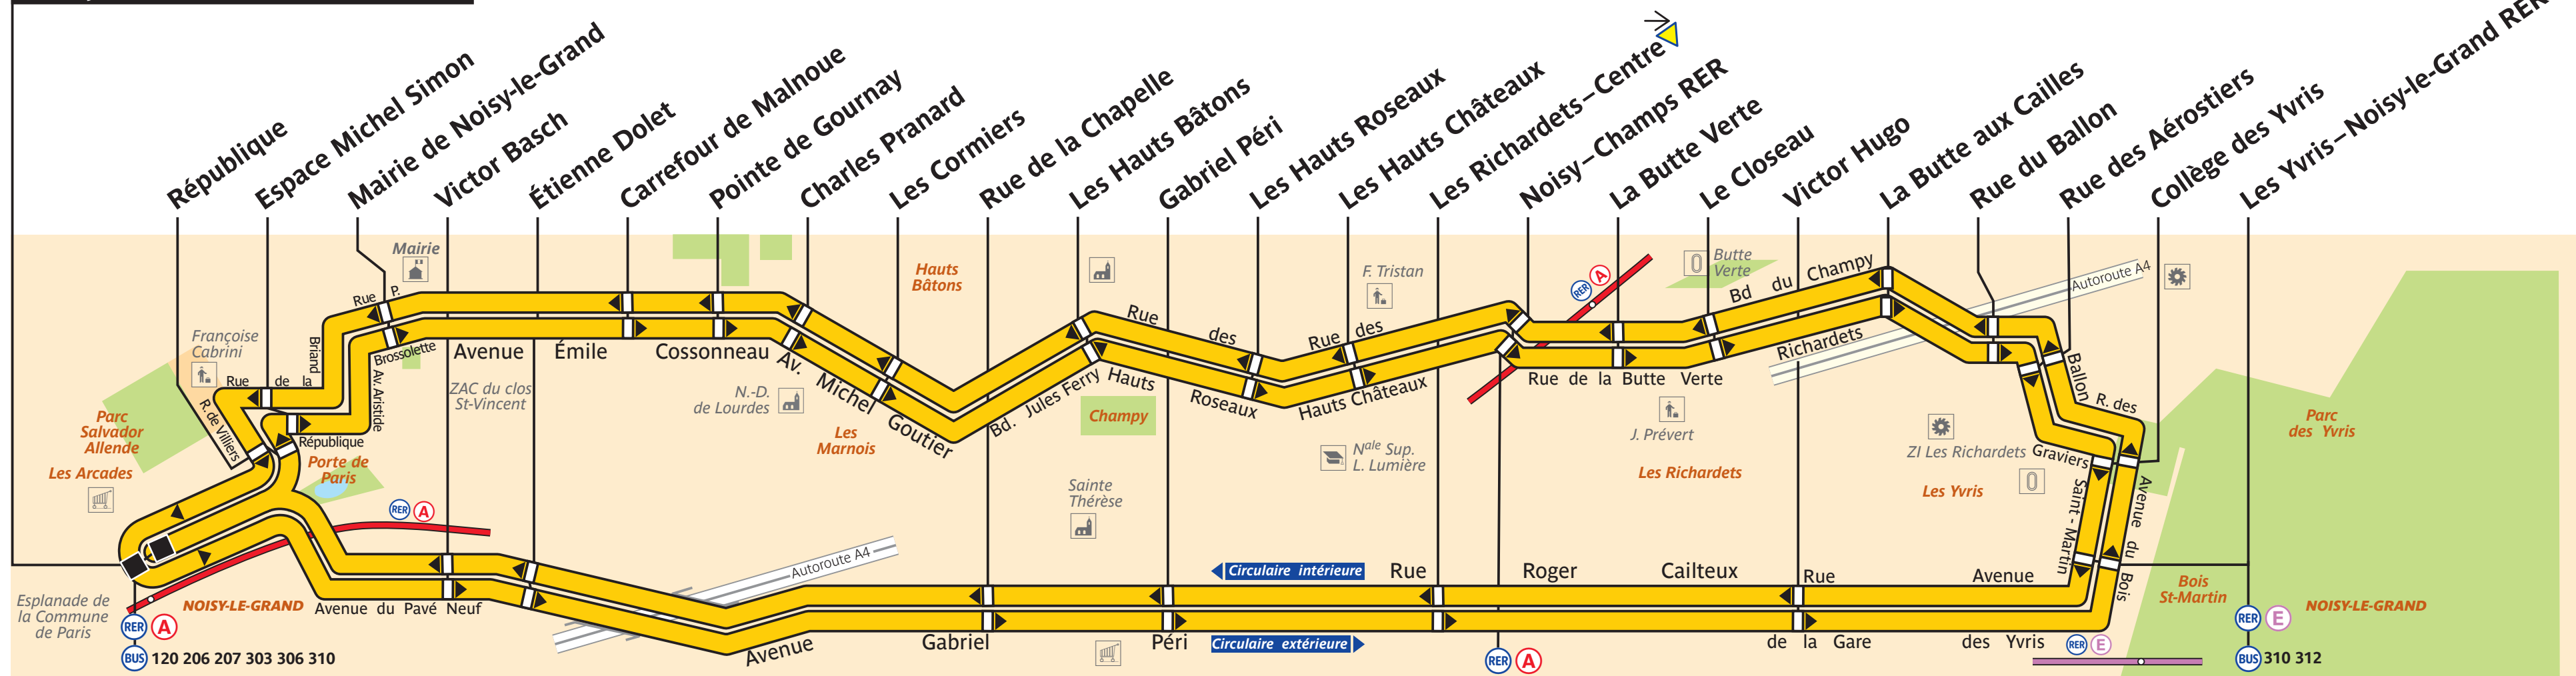 République
Espace Michel Simon
Mairie de Noisy-le-Grand
Victor Basch
Étienne Dolet
Carrefour de Malnoue
Pointe de Gournay
Charles Pranard
Les Cormiers
Rue de la Chapelle
Les Hauts Bâtons
Gabriel Péri
Les Hauts Roseaux
Les Hauts Châteaux
Les Richardets–Centre
Noisy–Champs RER
La Butte Verte
Le Closeau
Victor Hugo
La Butte aux Cailles
Rue du Ballon
Rue des Aérostiers
Collège des Yvris
Les Yvris–Noisy-le-Grand RER
Mairie
Rue P.
Brossolette
Briand
Av. Aristide
Françoise
Cabrini
Rue de la
République
R. de Villiers
Parc
Salvador
Allende
Les Arcades
Porte de
Paris
RER A
Avenue Émile Cossonneau
ZAC du clos
St-Vincent
N.-D.
de Lourdes
Av. Michel Goutier
Les
Marnois
Hauts
Bâtons
Bd. Jules Ferry
Champy
Sainte
Thérèse
Rue des
Hauts
Roseaux
F. Tristan
Rue des
Hauts Châteaux
Nale Sup.
L. Lumière
RER A
Butte
Verte
Rue de la Butte Verte
J. Prévert
Les Richardets
Bd du Champy
Richardets
Autoroute A4
ZI Les Richardets
Les Yvris
Ballon
R. des
Graviers
Saint - Martin
Avenue du Bois
Parc
des Yvris
Bois
St-Martin
NOISY-LE-GRAND
Esplanade de
la Commune
de Paris
NOISY-LE-GRAND
Avenue du Pavé Neuf
Autoroute A4
Circulaire intérieure
Rue Roger Cailteux
Rue
Avenue
Avenue Gabriel Péri
Circulaire extérieure
de la Gare
des Yvris
RER E
RER A
BUS 120 206 207 303 306 310
RER A
RER E
BUS 310 312